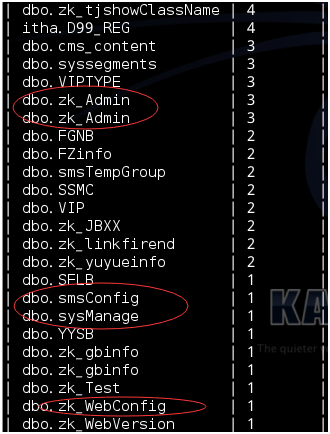 | dbo.zk_tjshowClassName | 4
| itha.D99_REG | 4
| dbo.cms_content | 3
| dbo.syssegments | 3
| dbo.VIPTYPE | 3
| dbo.zk_Admin | 3
| dbo.zk_Admin | 3
| dbo.FGNB | 2
| dbo.FZinfo | 2
| dbo.smsTempGroup | 2
| dbo.SSMC | 2
| dbo.VIP | 2
| dbo.zk_JBXX | 2
| dbo.zk_linkfirend | 2
| dbo.zk_yuyueinfo | 2
| dbo.SFLB | 1
| dbo.smsConfig | 1
| dbo.sysManage | 1
| dbo.YYSB | 1
| dbo.zk_gbinfo | 1
| dbo.zk_gbinfo | 1
| dbo.zk_Test | 1
| dbo.zk_WebConfig | 1
| dbo.zk_WebVersion | 1
KA
The quieter